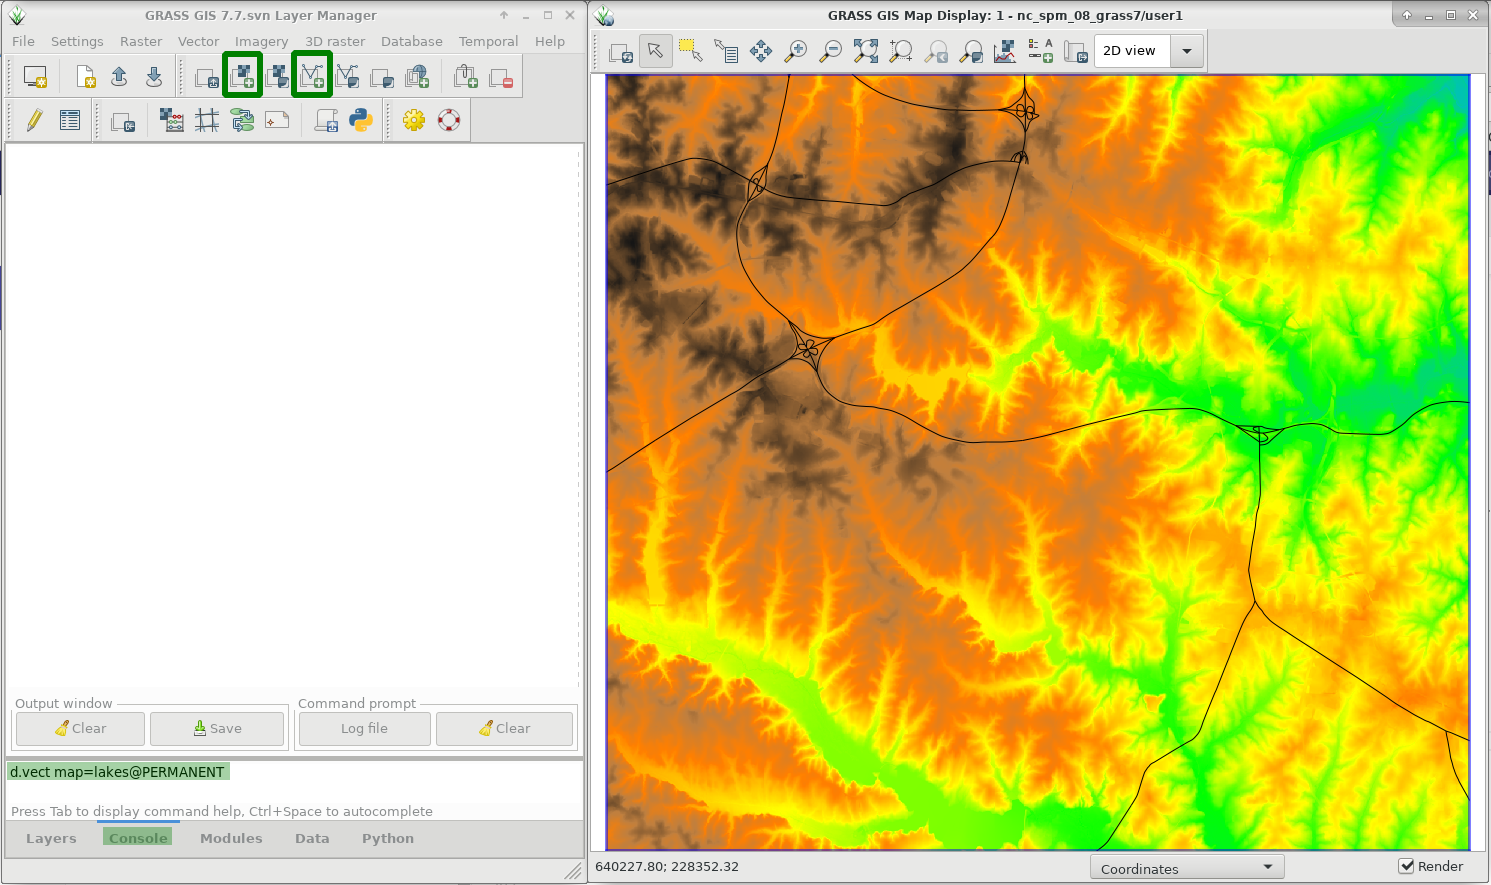 GRASS GIS 7.7.svn Layer Manager
File Settings Raster Vector Imagery 3D raster Database Temporal Help
Output window
Clear Save
Command prompt
Log file Clear
d.vect map=lakes@PERMANENT
Press Tab to display command help, Ctrl+Space to autocomplete
Layers Console Modules Data Python
GRASS GIS Map Display: 1 - nc_spm_08_grass7/user1
2D view
640227.80; 228352.32
Coordinates
Render